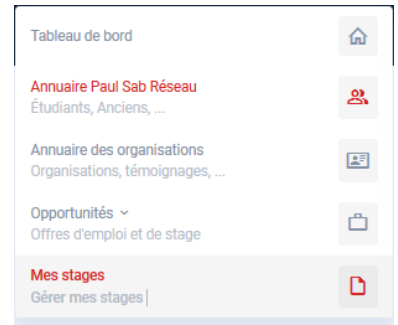 Tableau de bord
Annuaire Paul Sab Réseau
Étudiants, Anciens, ...
Annuaire des organisations
Organisations, témoignages, ...
Opportunités
Offres d'emploi et de stage
Mes stages
Gérer mes stages